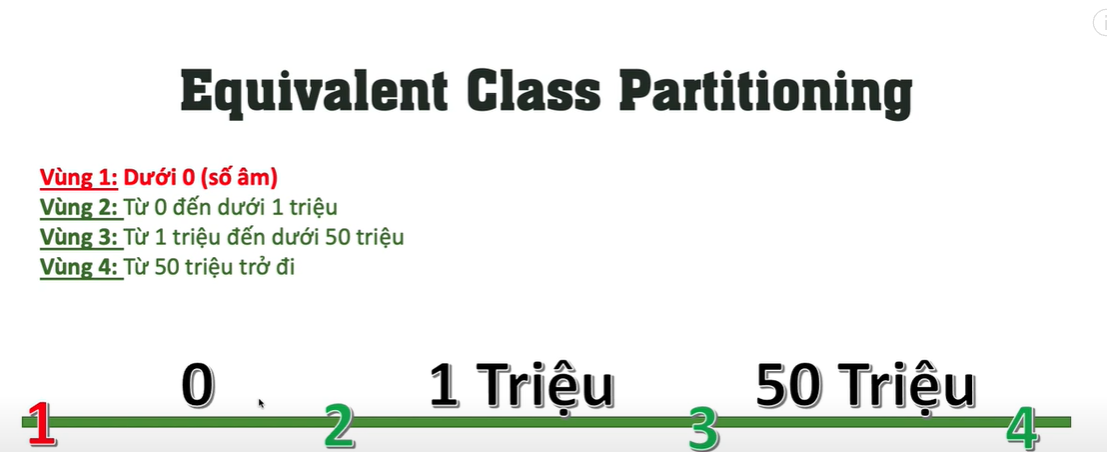 Equivalent Class Partitioning
Vùng 1: Dưới 0 (số âm)
Vùng 2: Từ 0 đến dưới 1 triệu
Vùng 3: Từ 1 triệu đến dưới 50 triệu
Vùng 4: Từ 50 triệu trở đi
0 1 Triệu 50 Triệu
1 2 3 4